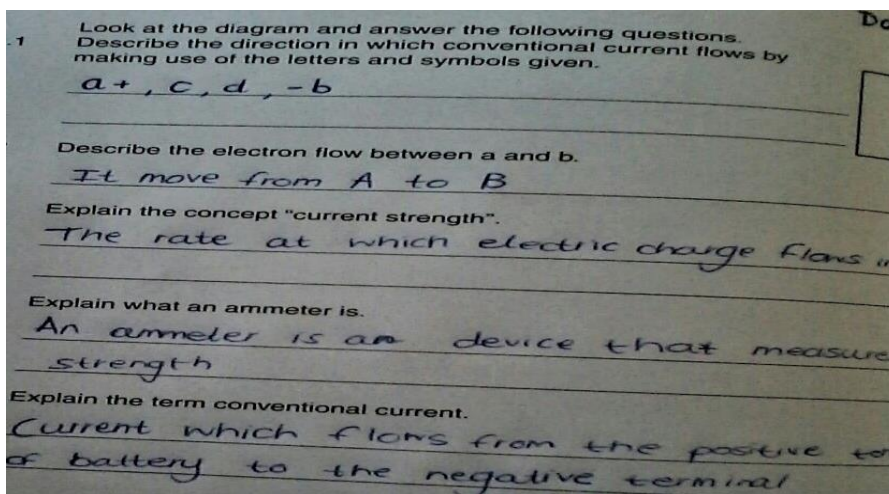 Do
.1 Look at the diagram and answer the following questions.
Describe the direction in which conventional current flows by
making use of the letters and symbols given.
a+, c, d, -b
Describe the electron flow between a and b.
It move from A to B
Explain the concept "current strength".
The rate at which electric charge flows
Explain what an ammeter is.
An ammeter is an device that measure
strength
Explain the term conventional current.
Current which flows from the positive te
of battery to the negative terminal